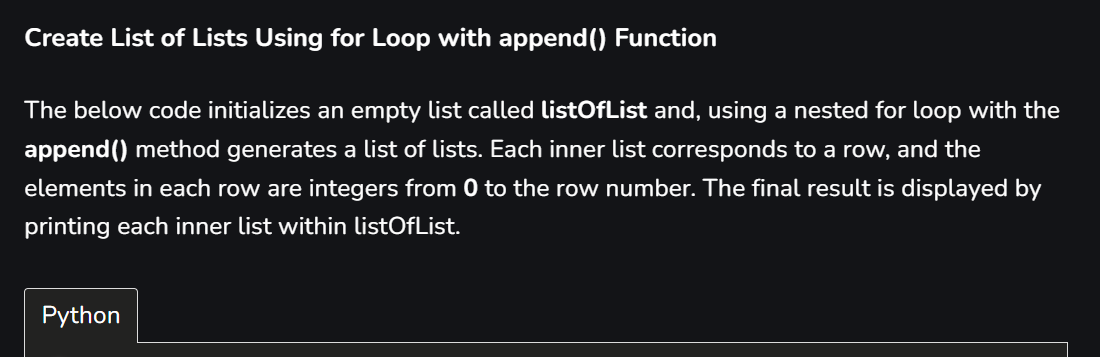 Create List of Lists Using for Loop with append() Function
The below code initializes an empty list called listOfList and, using a nested for loop with the
append() method generates a list of lists. Each inner list corresponds to a row, and the
elements in each row are integers from 0 to the row number. The final result is displayed by
printing each inner list within listOfList.
Python